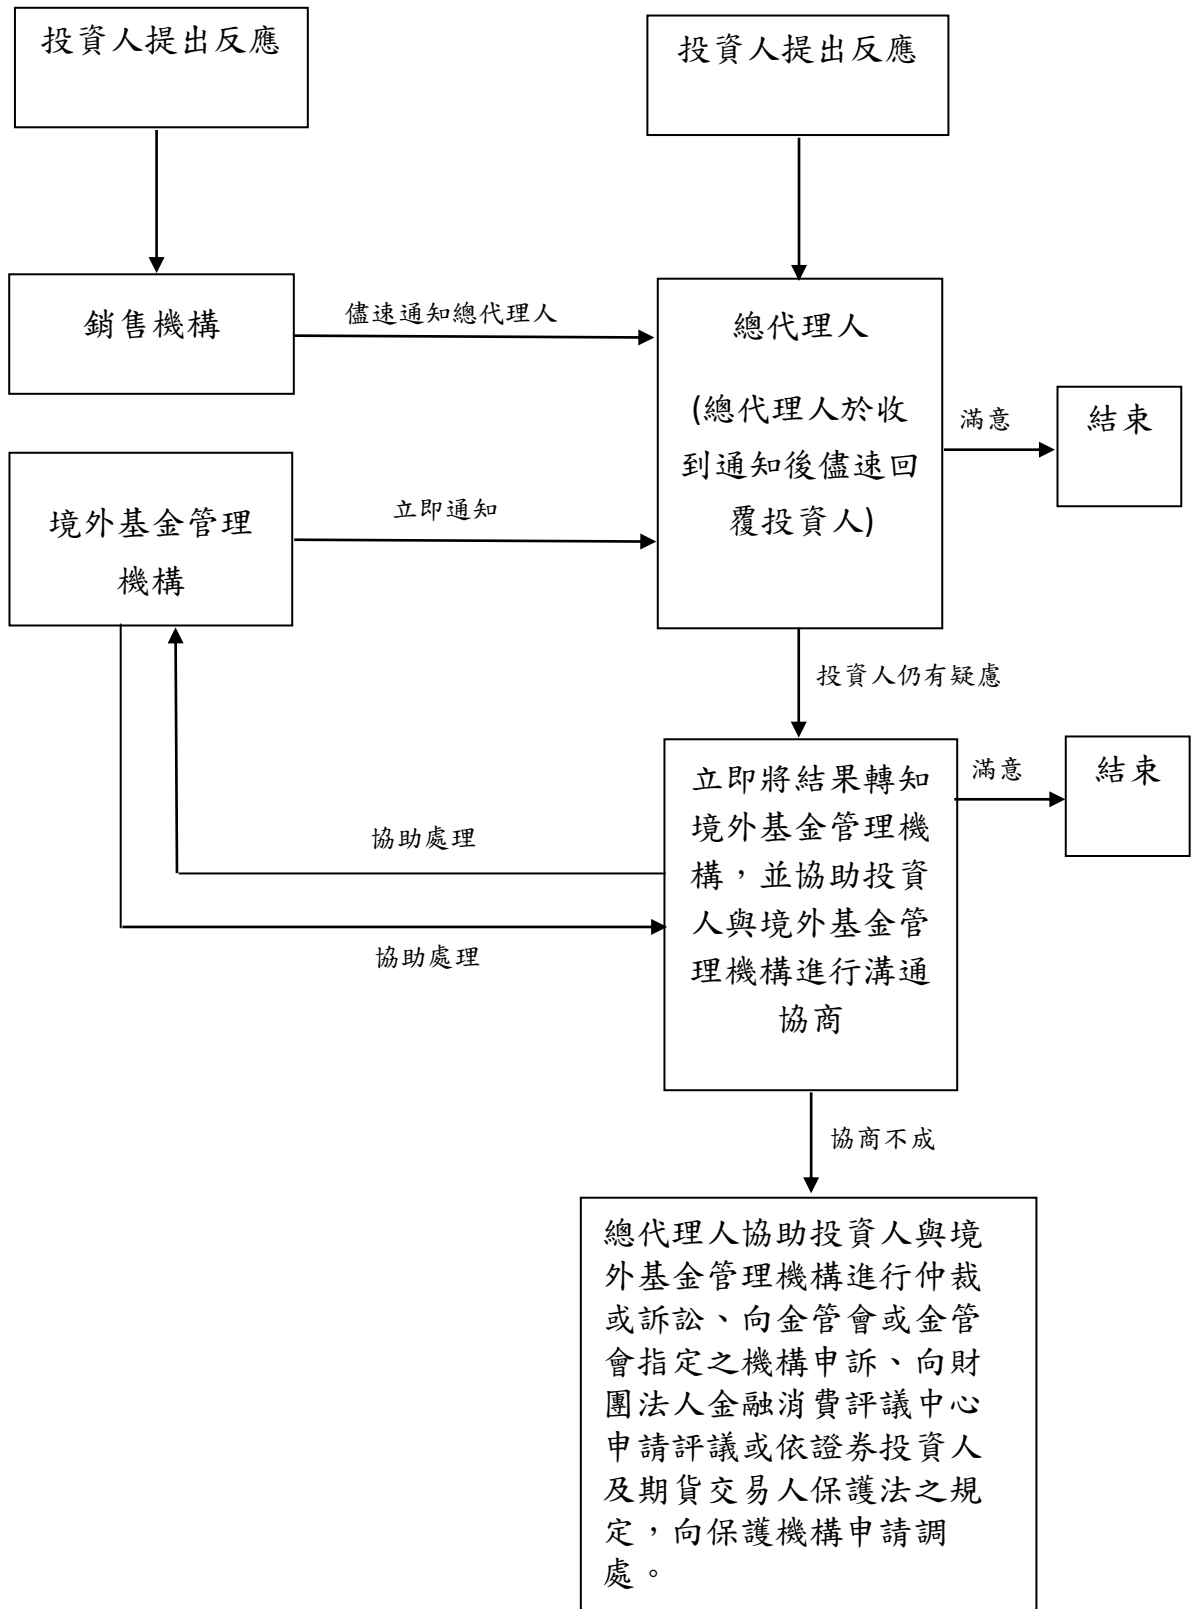 投資人提出反應
投資人提出反應
銷售機構
儘速通知總代理人
總代理人
(總代理人於收
到通知後儘速回
覆投資人)
滿意
結束
境外基金管理
機構
立即通知
投資人仍有疑慮
立即將結果轉知
境外基金管理機
構，並協助投資
人與境外基金管
理機構進行溝通
協商
滿意
結束
協助處理
協助處理
協商不成
總代理人協助投資人與境
外基金管理機構進行仲裁
或訴訟、向金管會或金管
會指定之機構申訴、向財
團法人金融消費評議中心
申請評議或依證券投資人
及期貨交易人保護法之規
定，向保護機構申請調
處。